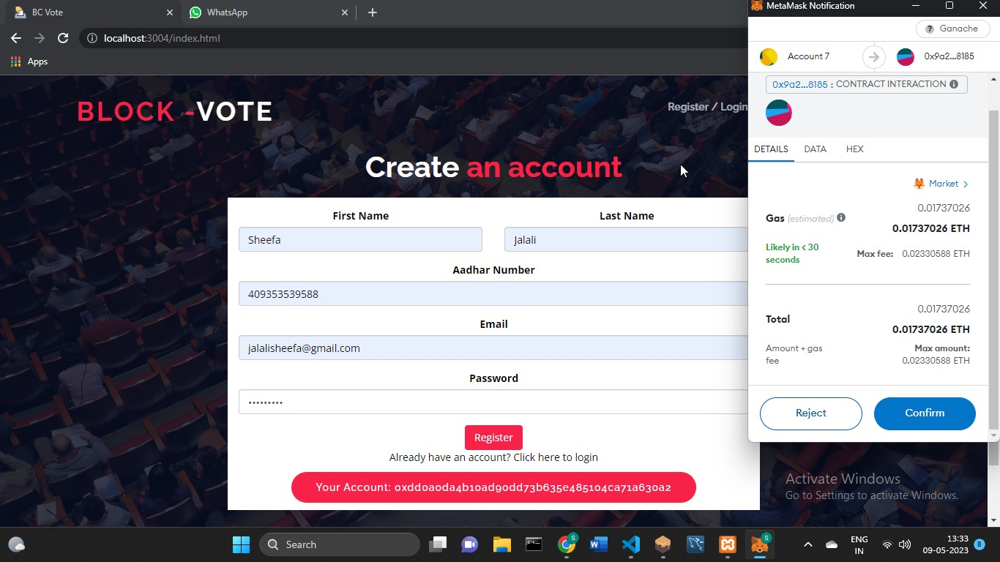 BC Vote
WhatsApp
localhost:3004/index.html
Apps
BLOCK -VOTE
Register / Login
Create an account
First Name
Last Name
Sheefa
Jalali
Aadhar Number
409353539588
Email
jalalisheefa@gmail.com
Password
•••••••••
Register
Already have an account? Click here to login
Your Account: 0xdd0a0da4b10ad90dd73b635e485104ca71a630a2
MetaMask Notification
Ganache
Account 7
0x9a2...8185
0x9a2...8185 : CONTRACT INTERACTION
DETAILS DATA HEX
Market >
0.01737026
Gas (estimated)
0.01737026 ETH
Likely in < 30 seconds
Max fee: 0.02330588 ETH
0.01737026
Total
0.01737026 ETH
Amount + gas fee
Max amount:
0.02330588 ETH
Reject
Confirm
Activate Windows
Go to Settings to activate Windows.
Search
ENG
IN
13:33
09-05-2023
8